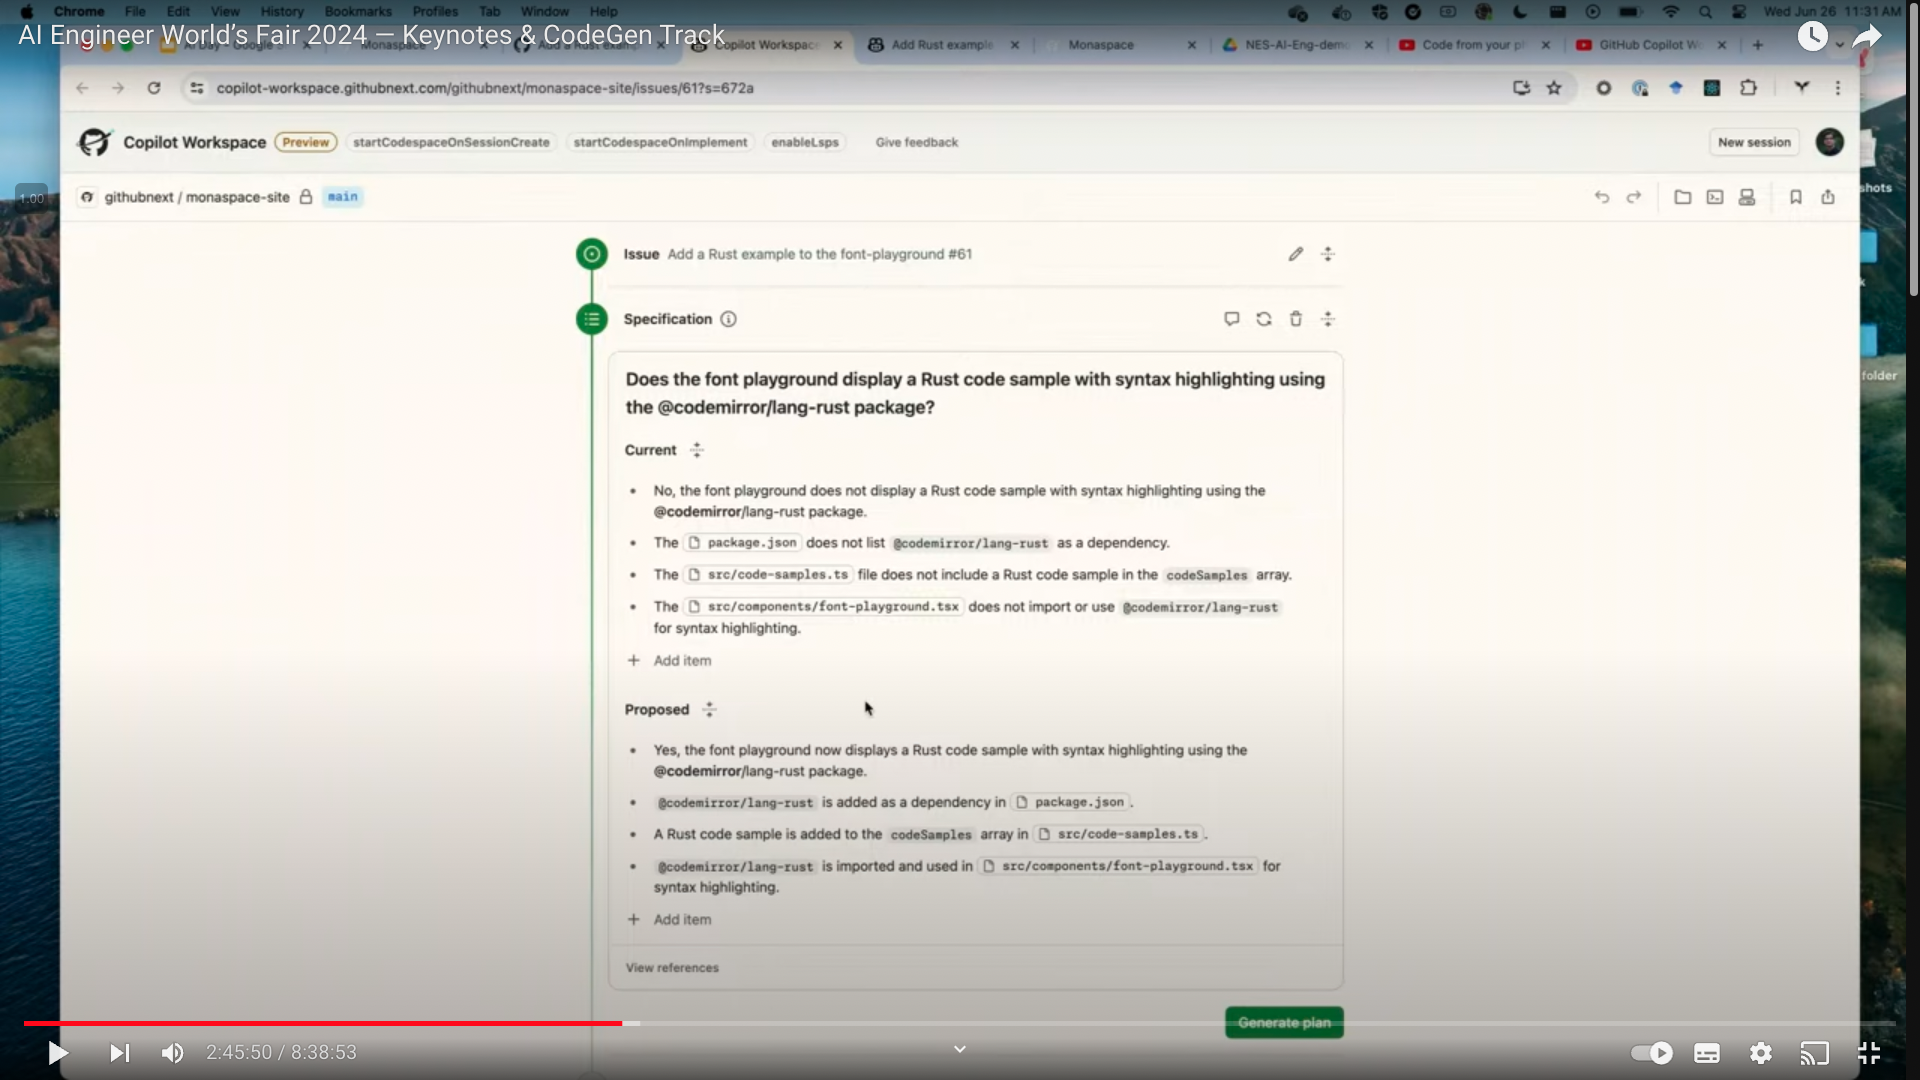 Chrome File Edit View History Bookmarks Profiles Tab Window Help
Wed Jun 26 11:31 AM
AI Engineer World’s Fair 2024 — Keynotes & CodeGen Track
Copilot Workspac
Add Rust example
Monaspace
NES-AI-Eng-demo
Code from your p
GitHub Copilot Wo
copilot-workspace.githubnext.com/githubnext/monaspace-site/issues/61?s=672a
Copilot Workspace Preview startCodespaceOnSessionCreate startCodespaceOnImplement enableLsps Give feedback
New session
1.00
githubnext / monaspace-site main
shots
Issue Add a Rust example to the font-playground #61
Specification
folder
Does the font playground display a Rust code sample with syntax highlighting using
the @codemirror/lang-rust package?
Current
• No, the font playground does not display a Rust code sample with syntax highlighting using the
@codemirror/lang-rust package.
• The package.json does not list @codemirror/lang-rust as a dependency.
• The src/code-samples.ts file does not include a Rust code sample in the codeSamples array.
• The src/components/font-playground.tsx does not import or use @codemirror/lang-rust
for syntax highlighting.
+ Add item
Proposed
• Yes, the font playground now displays a Rust code sample with syntax highlighting using the
@codemirror/lang-rust package.
• @codemirror/lang-rust is added as a dependency in package.json .
• A Rust code sample is added to the codeSamples array in src/code-samples.ts .
• @codemirror/lang-rust is imported and used in src/components/font-playground.tsx for
syntax highlighting.
+ Add item
View references
Generate plan
2:45:50 / 8:38:53